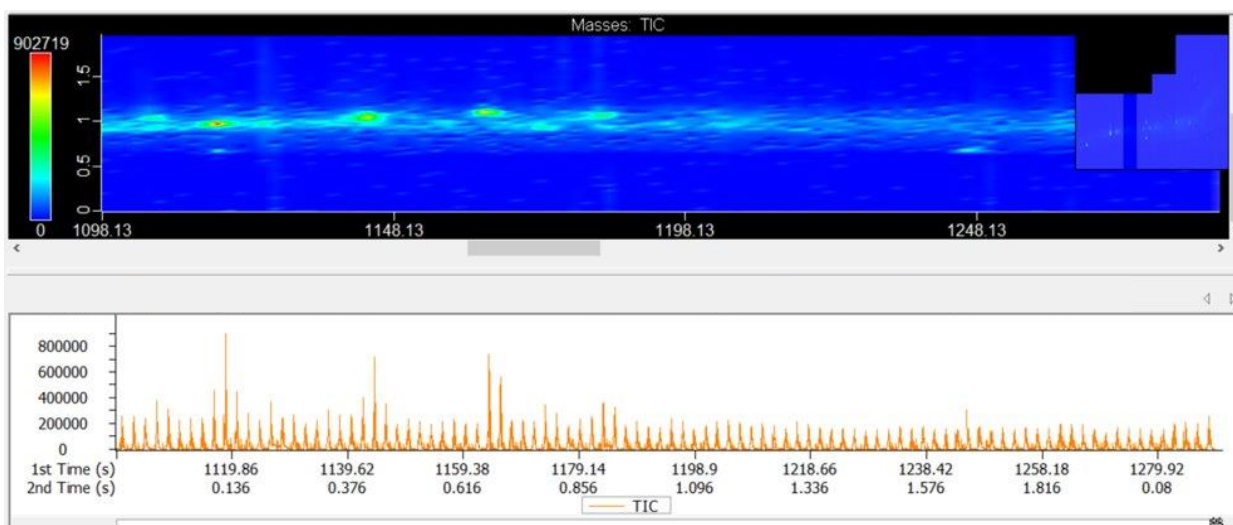 Masses: TIC
902719
0
1.5
1
0.5
0
1098.13 1148.13 1198.13 1248.13
800000
600000
400000
200000
0
1st Time (s) 1119.86 1139.62 1159.38 1179.14 1198.9 1218.66 1238.42 1258.18 1279.92
2nd Time (s) 0.136 0.376 0.616 0.856 1.096 1.336 1.576 1.816 0.08
TIC